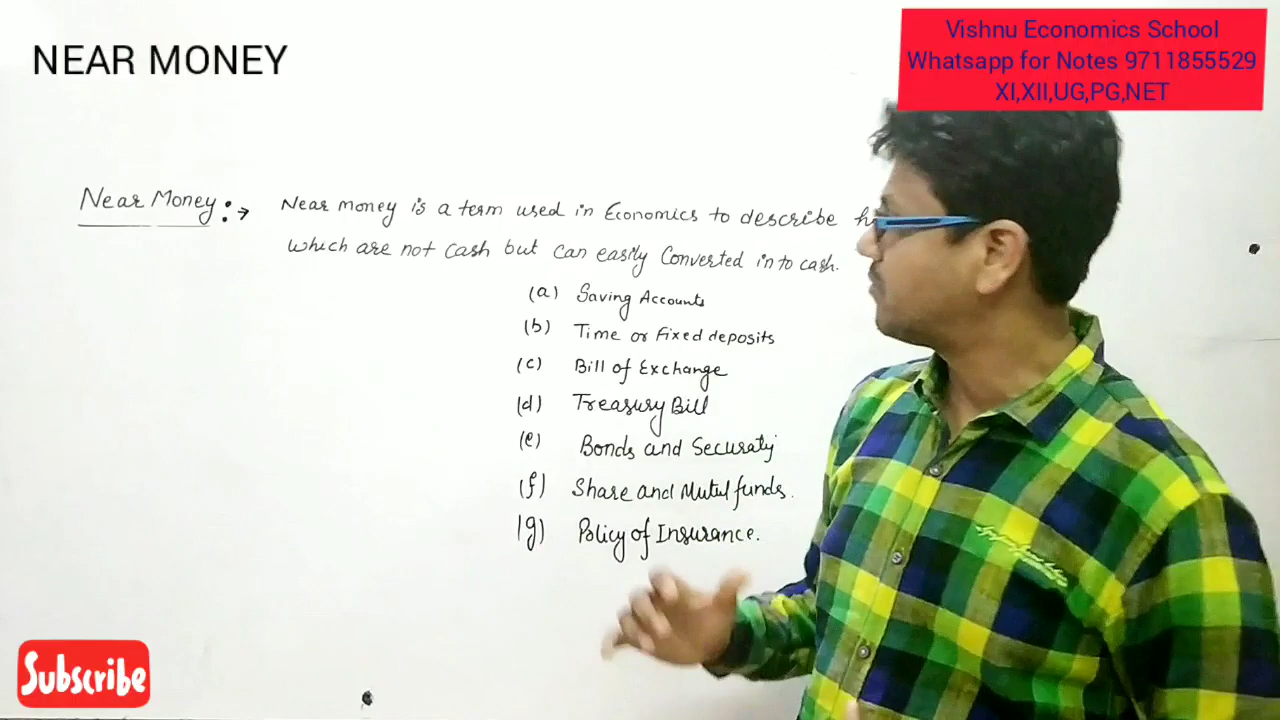 NEAR MONEY
Vishnu Economics School
Whatsapp for Notes 9711855529
XI,XII,UG,PG,NET
Near Money :→ Near money is a term used in Economics to describe
which are not cash but can easily Converted in to cash.
(a) Saving Accounts
(b) Time or Fixed deposits
(c) Bill of Exchange
(d) Treasury Bill
(e) Bonds and Securaty
(f) Share and Mutul funds.
(g) Policy of Insurance.
Subscribe